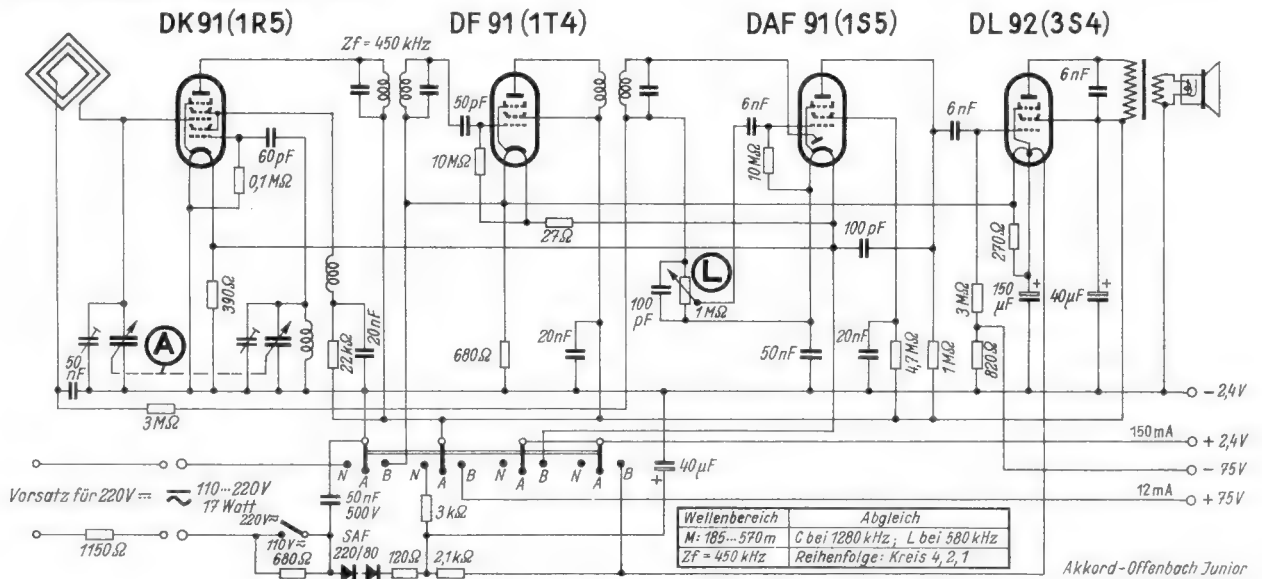 DK91(1R5)
DF 91 (1T4)
DAF 91 (1S5)
DL 92(3S4)
Zf = 450 kHz
6nF
50pF
6nF
6nF
60pF
0,1MΩ
10MΩ
10MΩ
27Ω
100pF
270Ω
390Ω
L
100 pF
1MΩ
3MΩ
150 µF
+
40µF
+
A
50 nF
22kΩ
20nF
680Ω
20nF
50nF
20nF
4,7MΩ
1MΩ
820Ω
3MΩ
- 2,4V
150mA
+ 2,4V
- 75V
12mA
+ 75V
N A B N A B N A B N A B
40µF
+
Vorsatz für 220V =
110...220V
17 Watt
50nF
500V
3kΩ
220V≂
110V≂
1150Ω
680Ω
SAF
220/80
120Ω
2,1kΩ
Wellenbereich Abgleich
M: 185...570m C bei 1280 kHz; L bei 580 kHz
Zf = 450 kHz Reihenfolge: Kreis 4, 2, 1
Akkord-Offenbach Junior